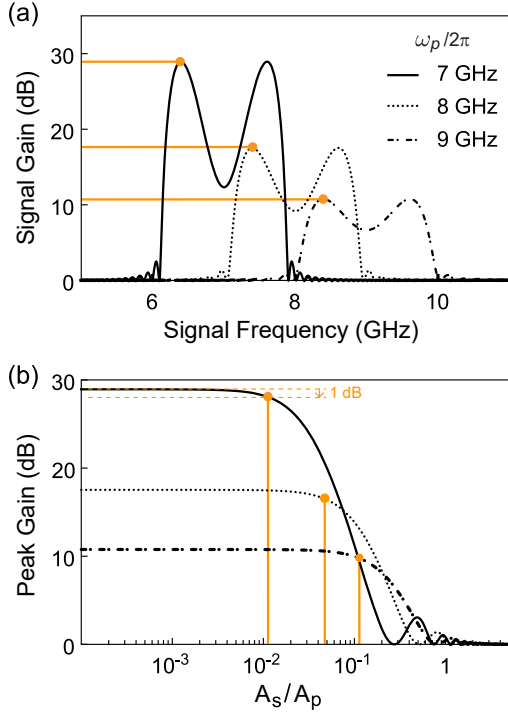 (a)
ω_p/2π
7 GHz
8 GHz
9 GHz
30
20
10
0
Signal Gain (dB)
6
8
10
Signal Frequency (GHz)
(b)
30
20
10
0
Peak Gain (dB)
1 dB
10⁻³
10⁻²
10⁻¹
1
A_s/A_p